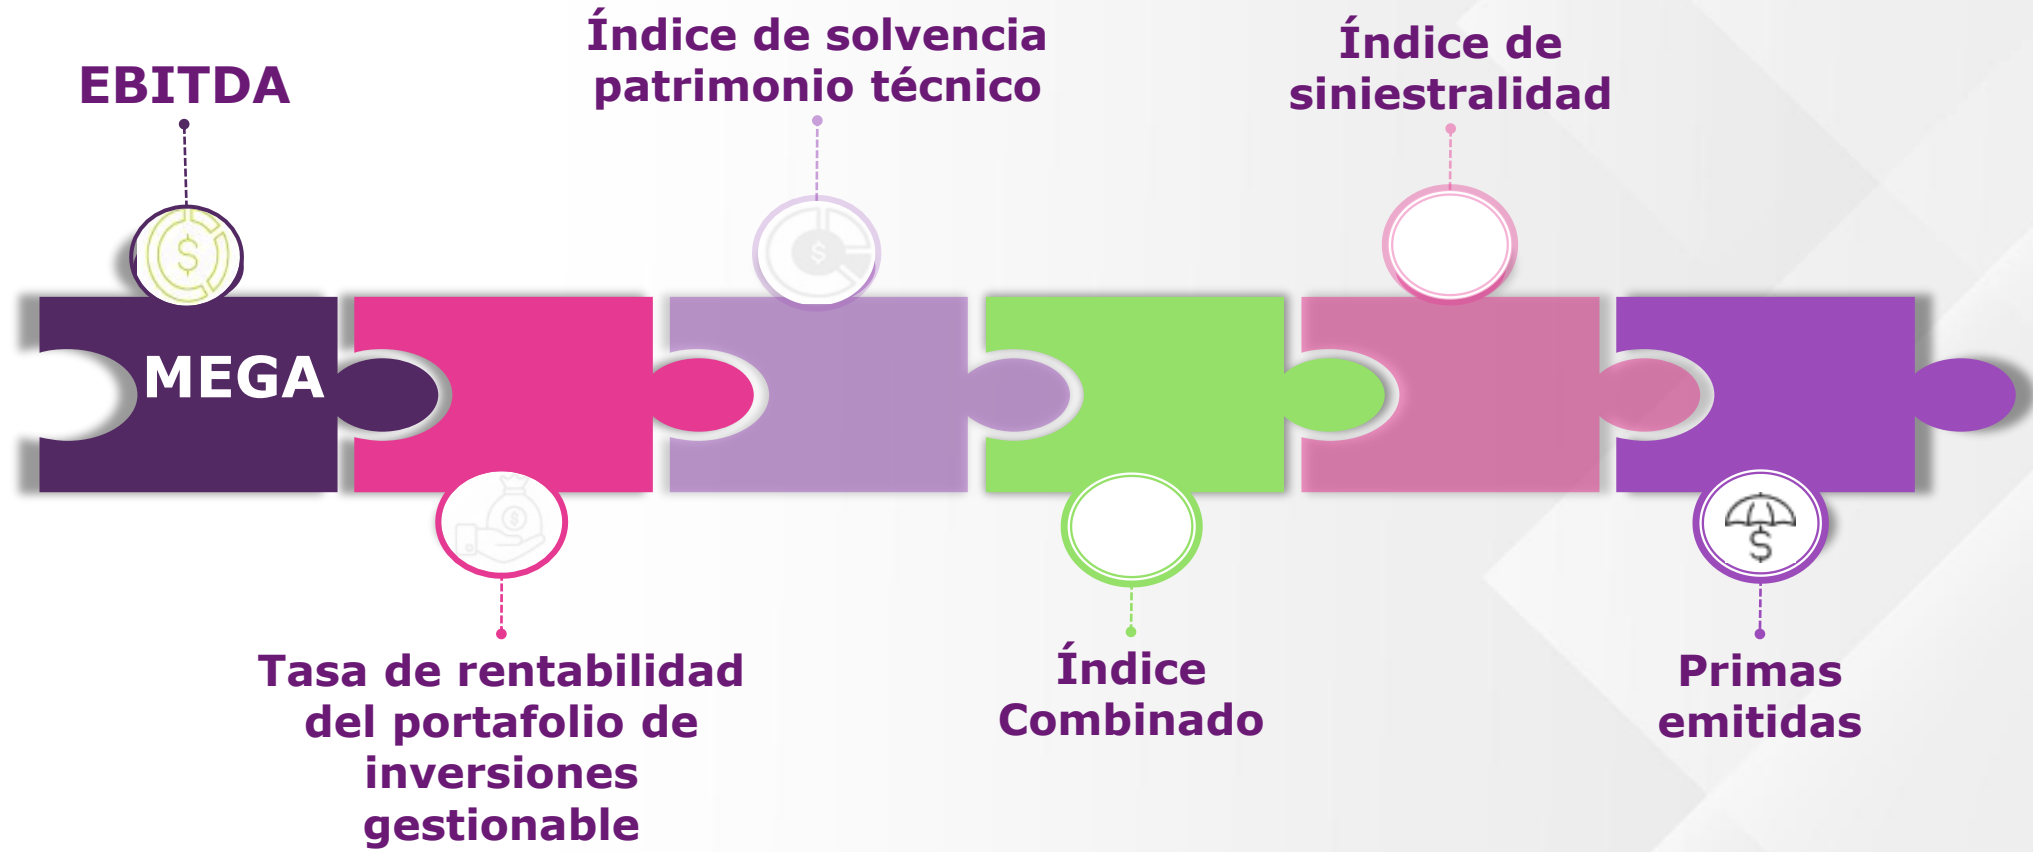 EBITDA
Índice de solvencia
patrimonio técnico
Índice de
siniestralidad
MEGA
Tasa de rentabilidad
del portafolio de
inversiones
gestionable
Índice
Combinado
Primas
emitidas